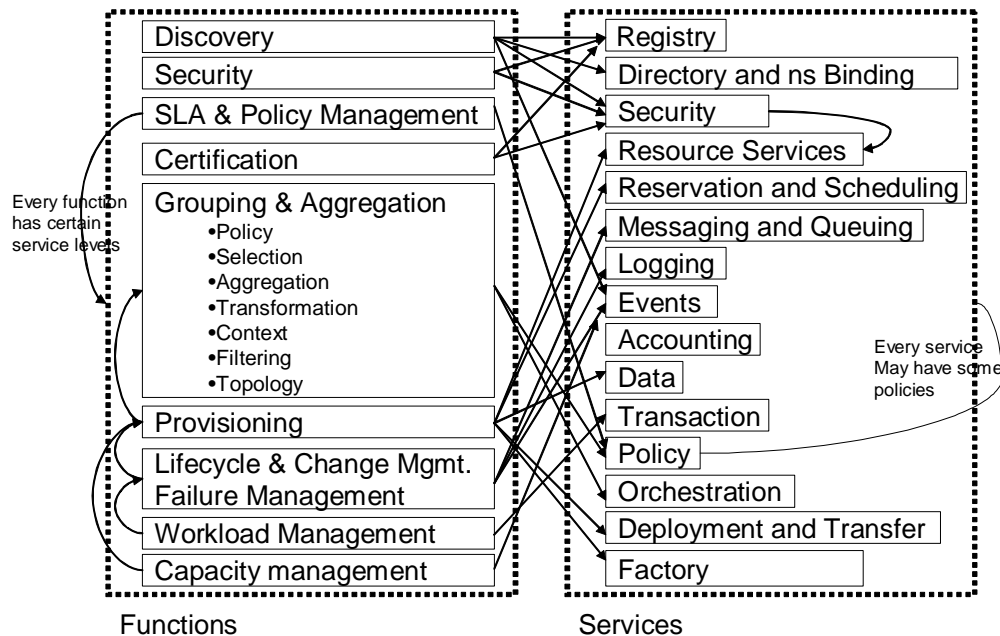 Discovery
Security
SLA & Policy Management
Certification
Every function
has certain
service levels
Grouping & Aggregation
•Policy
•Selection
•Aggregation
•Transformation
•Context
•Filtering
•Topology
Provisioning
Lifecycle & Change Mgmt.
Failure Management
Workload Management
Capacity management
Functions
Registry
Directory and ns Binding
Security
Resource Services
Reservation and Scheduling
Messaging and Queuing
Logging
Events
Accounting
Data
Transaction
Policy
Orchestration
Deployment and Transfer
Factory
Every service
May have some
policies
Services